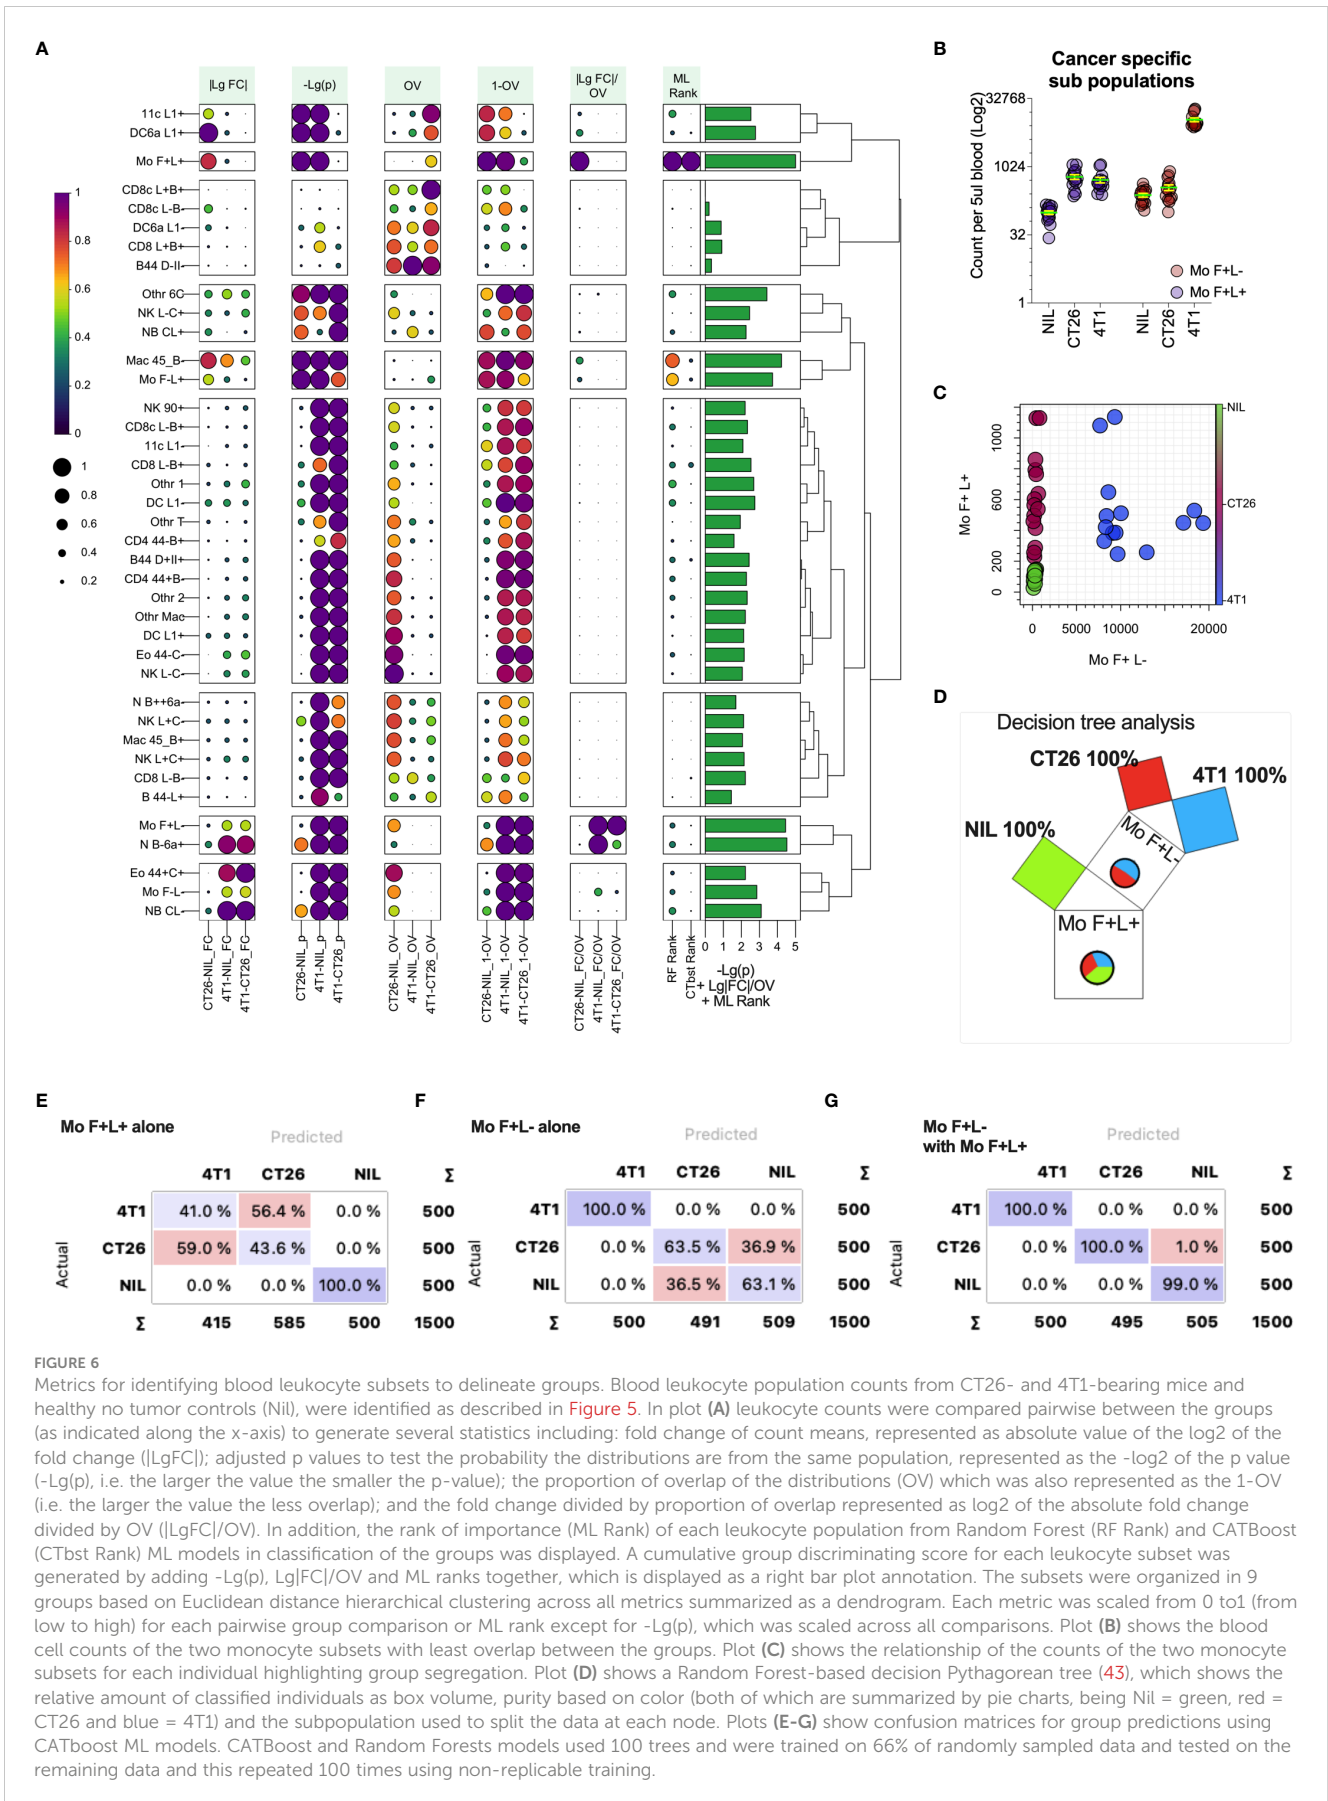 A
|Lg FC|
-Lg(p)
OV
1-OV
|Lg FC|/
OV
ML
Rank
11c L1+
DC6a L1+
Mo F+L+
CD8c L+B+
CD8c L-B-
DC6a L1-
CD8 L+B+
B44 D-II-
Othr 6C
NK L-C+
NB CL+
Mac 45_B-
Mo F-L+
NK 90+
CD8c L-B+
11c L1-
CD8 L-B+
Othr 1
DC L1-
Othr T
CD4 44-B+
B44 D+II+
CD4 44+B-
Othr 2
Othr Mac
DC L1+
Eo 44-C-
NK L-C-
N B++6a-
NK L+C-
Mac 45_B+
NK L+C+
CD8 L-B-
B 44-L+
Mo F+L-
N B-6a+
Eo 44+C+
Mo F-L-
NB CL-
1
0.8
0.6
0.4
0.2
0
1
0.8
0.6
0.4
0.2
CT26-NIL_FC
4T1-NIL_FC
4T1-CT26_FC
CT26-NIL_p
4T1-NIL_p
4T1-CT26_p
CT26-NIL_OV
4T1-NIL_OV
4T1-CT26_OV
CT26-NIL_1-OV
4T1-NIL_1-OV
4T1-CT26_1-OV
CT26-NIL_FC/OV
4T1-NIL_FC/OV
4T1-CT26_FC/OV
RF Rank
CTbst Rank
0 1 2 3 4 5
-Lg(p)
+ Lg|FC|/OV
+ ML Rank
B
Cancer specific
sub populations
Count per 5ul blood (Log2)
32768
1024
32
1
Mo F+L-
Mo F+L+
NIL
CT26
4T1
NIL
CT26
4T1
C
Mo F+ L+
1000
600
200
0
0 5000 10000 20000
Mo F+ L-
NIL
CT26
4T1
D
Decision tree analysis
CT26 100%
4T1 100%
NIL 100%
Mo F+L-
Mo F+L+
E
Mo F+L+ alone
Predicted
4T1 CT26 NIL Σ
4T1 41.0 % 56.4 % 0.0 % 500
Actual
CT26 59.0 % 43.6 % 0.0 % 500
NIL 0.0 % 0.0 % 100.0 % 500
Σ 415 585 500 1500
F
Mo F+L- alone
Predicted
4T1 CT26 NIL Σ
4T1 100.0 % 0.0 % 0.0 % 500
Actual
CT26 0.0 % 63.5 % 36.9 % 500
NIL 0.0 % 36.5 % 63.1 % 500
Σ 500 491 509 1500
G
Mo F+L-
with Mo F+L+
Predicted
4T1 CT26 NIL Σ
4T1 100.0 % 0.0 % 0.0 % 500
Actual
CT26 0.0 % 100.0 % 1.0 % 500
NIL 0.0 % 0.0 % 99.0 % 500
Σ 500 495 505 1500
FIGURE 6
Metrics for identifying blood leukocyte subsets to delineate groups. Blood leukocyte population counts from CT26- and 4T1-bearing mice and
healthy no tumor controls (Nil), were identified as described in Figure 5. In plot (A) leukocyte counts were compared pairwise between the groups
(as indicated along the x-axis) to generate several statistics including: fold change of count means, represented as absolute value of the log2 of the
fold change (|LgFC|); adjusted p values to test the probability the distributions are from the same population, represented as the -log2 of the p value
(-Lg(p), i.e. the larger the value the smaller the p-value); the proportion of overlap of the distributions (OV) which was also represented as the 1-OV
(i.e. the larger the value the less overlap); and the fold change divided by proportion of overlap represented as log2 of the absolute fold change
divided by OV (|LgFC|/OV). In addition, the rank of importance (ML Rank) of each leukocyte population from Random Forest (RF Rank) and CATBoost
(CTbst Rank) ML models in classification of the groups was displayed. A cumulative group discriminating score for each leukocyte subset was
generated by adding -Lg(p), Lg|FC|/OV and ML ranks together, which is displayed as a right bar plot annotation. The subsets were organized in 9
groups based on Euclidean distance hierarchical clustering across all metrics summarized as a dendrogram. Each metric was scaled from 0 to1 (from
low to high) for each pairwise group comparison or ML rank except for -Lg(p), which was scaled across all comparisons. Plot (B) shows the blood
cell counts of the two monocyte subsets with least overlap between the groups. Plot (C) shows the relationship of the counts of the two monocyte
subsets for each individual highlighting group segregation. Plot (D) shows a Random Forest-based decision Pythagorean tree (43), which shows the
relative amount of classified individuals as box volume, purity based on color (both of which are summarized by pie charts, being Nil = green, red =
CT26 and blue = 4T1) and the subpopulation used to split the data at each node. Plots (E-G) show confusion matrices for group predictions using
CATboost ML models. CATBoost and Random Forests models used 100 trees and were trained on 66% of randomly sampled data and tested on the
remaining data and this repeated 100 times using non-replicable training.